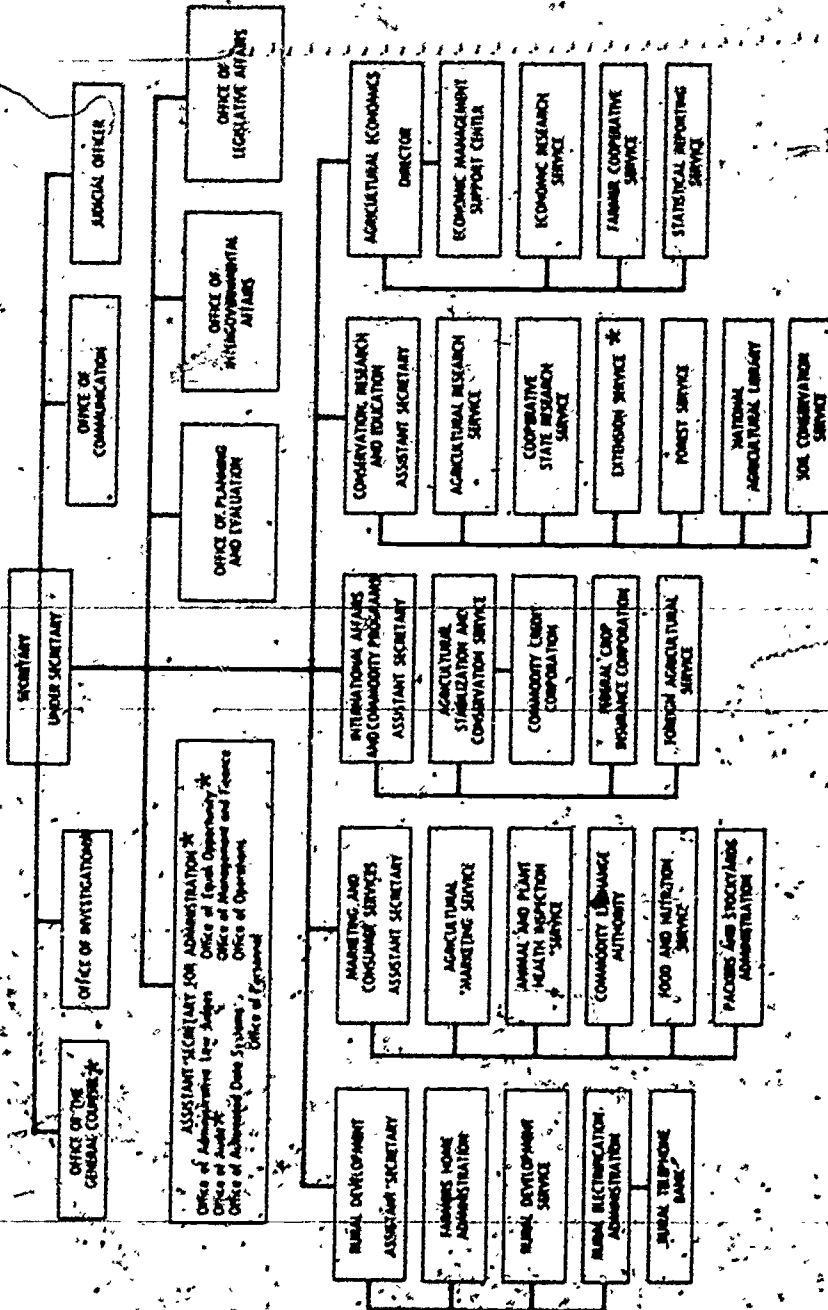 SECRETARY
UNDER SECRETARY
OFFICE OF THE
GENERAL COUNSEL *
OFFICE OF INVESTIGATION
OFFICE OF
COMMUNICATION
JUDICIAL OFFICER
ASSISTANT SECRETARY FOR ADMINISTRATION *
Office of Administrative Law Judges
Office of Equal Opportunity *
Office of Audit *
Office of Management and Finance
Office of Automated Data Systems
Office of Operations
Office of Personnel
OFFICE OF PLANNING
AND EVALUATION
OFFICE OF
INTERGOVERNMENTAL
AFFAIRS
OFFICE OF
LEGISLATIVE AFFAIRS
RURAL DEVELOPMENT
ASSISTANT SECRETARY
FARMERS HOME
ADMINISTRATION
RURAL DEVELOPMENT
SERVICE
RURAL ELECTRIFICATION
ADMINISTRATION
RURAL TELEPHONE
BANK
MARKETING AND
CONSUMER SERVICES
ASSISTANT SECRETARY
AGRICULTURAL
MARKETING SERVICE
ANIMAL AND PLANT
HEALTH INSPECTION
SERVICE
COMMODITY EXCHANGE
AUTHORITY
FOOD AND NUTRITION
SERVICE
PACKERS AND STOCKYARDS
ADMINISTRATION
INTERNATIONAL AFFAIRS
AND COMMODITY PROGRAMS
ASSISTANT SECRETARY
AGRICULTURAL
STABILIZATION AND
CONSERVATION SERVICE
COMMODITY CREDIT
CORPORATION
FEDERAL CROP
INSURANCE CORPORATION
FOREIGN AGRICULTURAL
SERVICE
CONSERVATION, RESEARCH
AND EDUCATION
ASSISTANT SECRETARY
AGRICULTURAL RESEARCH
SERVICE
COOPERATIVE
STATE RESEARCH
SERVICE
EXTENSION SERVICE *
FOREST SERVICE
NATIONAL
AGRICULTURAL LIBRARY
SOIL CONSERVATION
SERVICE
AGRICULTURAL ECONOMICS
DIRECTOR
ECONOMIC MANAGEMENT
SUPPORT CENTER
ECONOMIC RESEARCH
SERVICE
FARMER COOPERATIVE
SERVICE
STATISTICAL REPORTING
SERVICE